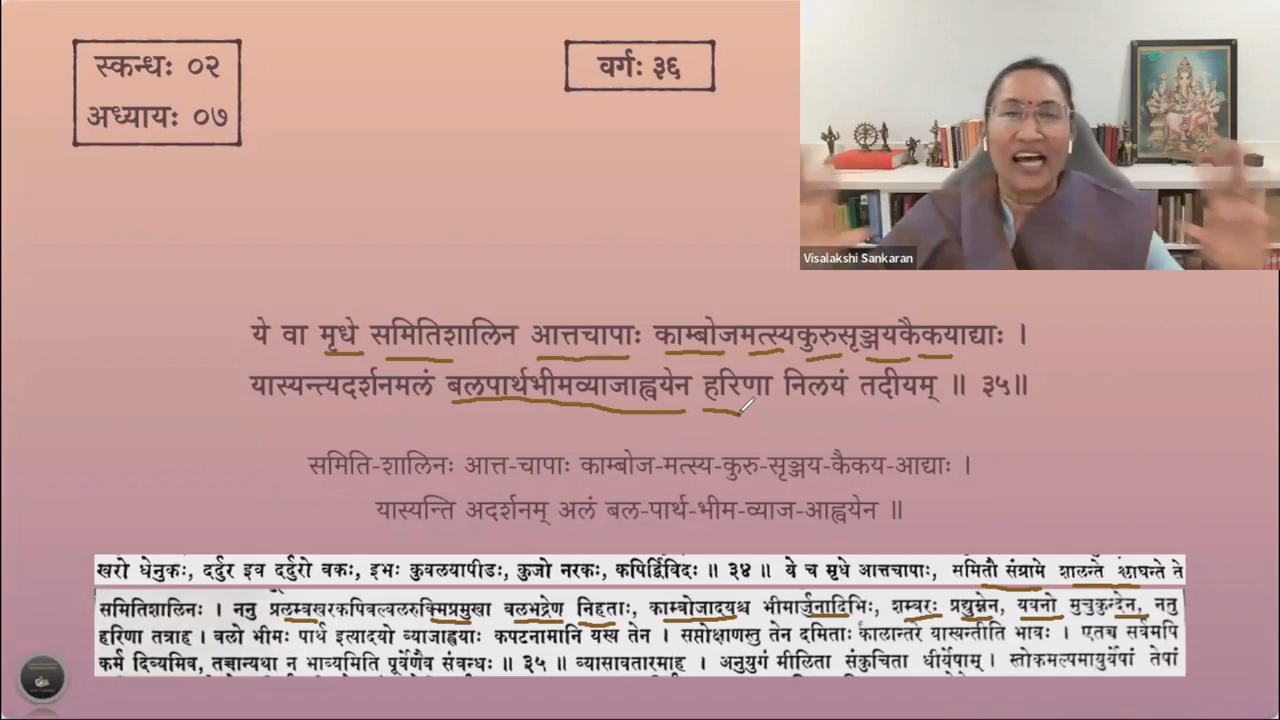 स्कन्धः ०२
अध्यायः ०७
वर्गः ३६
Visalakshi Sankaran
ये वा मृधे समितिशालिन आत्तचापाः काम्बोजमत्स्यकुरुसृञ्जयकैकयाद्याः ।
यास्यन्त्यदर्शनमलं बलपार्थभीमव्याजाह्वयेन हरिणा निलयं तदीयम् ॥ ३५॥
समिति-शालिनः आत्त-चापाः काम्बोज-मत्स्य-कुरु-सृञ्जय-कैकय-आद्याः ।
यास्यन्ति अदर्शनम् अलं बल-पार्थ-भीम-व्याज-आह्वयेन ॥
खरो धेनुकः, दर्दुर इव दर्दुरो वकः, इभः कुवलयापीडः, कुजो नरकः, कपिर्द्विविदः ॥ ३४ ॥ ये च मृधे आत्तचापाः, समितौ संग्रामे शालन्ते श्लाघन्ते ते
समितिशालिनः । ननु प्रलम्बखरकपिवल्वलरुक्मिप्रमुखा बलभद्रेण निहताः, काम्बोजादयश्च भीमार्जुनादिभिः, शम्बरः प्रद्युम्नेन, यवनो मुचुकुन्देन, नतु
हरिणा तत्राह । बलो भीमः पार्थ इत्यादयो व्याजाह्वयाः कपटनामानि यस्य तेन । सप्तोक्षाणस्तु तेन दमिताः कालान्तरे यास्यन्तीति भावः । एतच्च सर्वमपि
कर्म दिव्यमिव, तच्चान्यथा न भाव्यमिति पूर्वेणैव संबन्धः ॥ ३५ ॥ व्यासावतारमाह । अनुयुगं मीलिता संकुचिता धीर्येषाम् । स्तोकमल्पमायुर्येषां तेषां